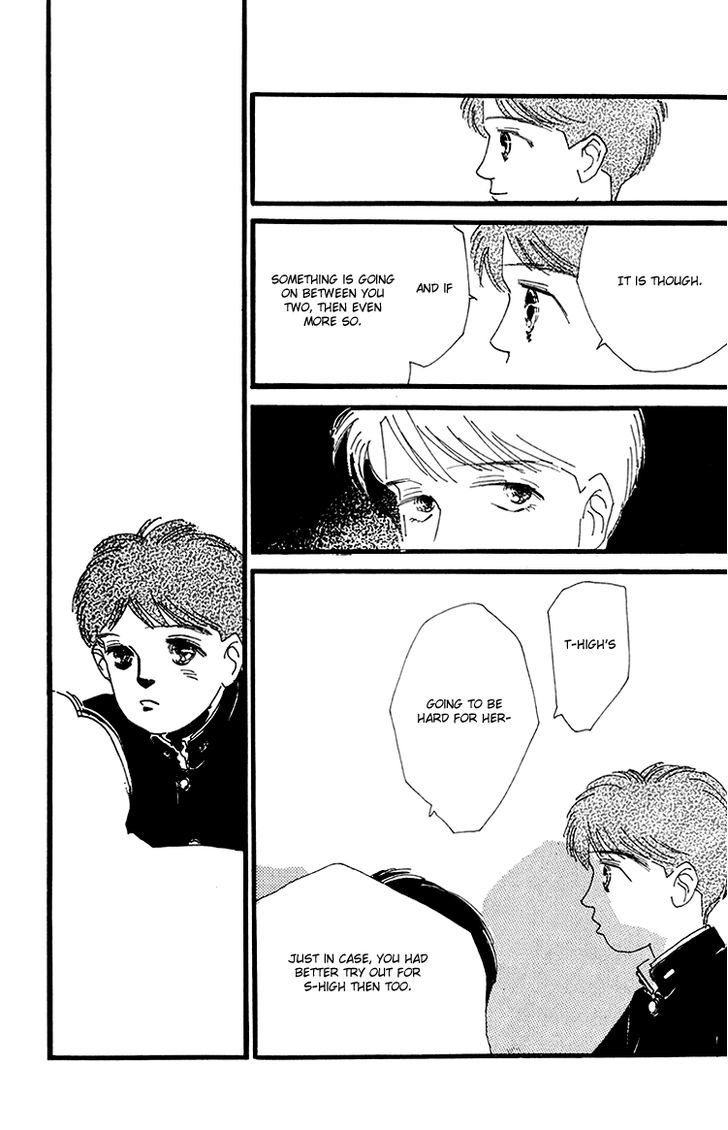 IT IS THOUGH.
AND IF
SOMETHING IS GOING
ON BETWEEN YOU
TWO, THEN EVEN
MORE SO.
T-HIGH'S
GOING TO BE
HARD FOR HER-
JUST IN CASE, YOU HAD
BETTER TRY OUT FOR
S-HIGH THEN TOO.